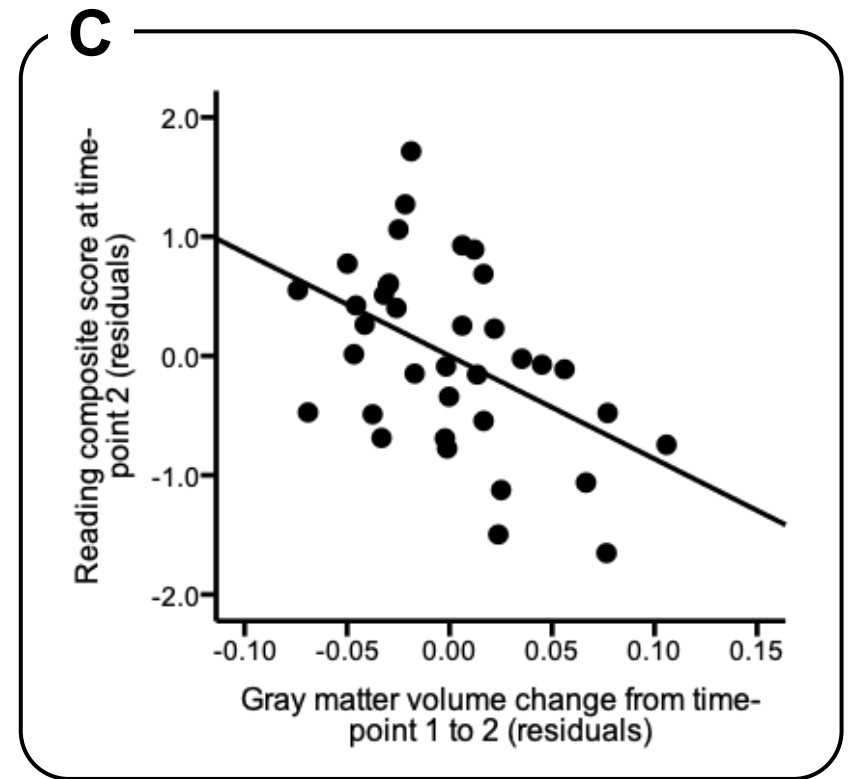 C
Reading composite score at time-
point 2 (residuals)
2.0
1.0
0.0
-1.0
-2.0
-0.10 -0.05 0.00 0.05 0.10 0.15
Gray matter volume change from time-
point 1 to 2 (residuals)